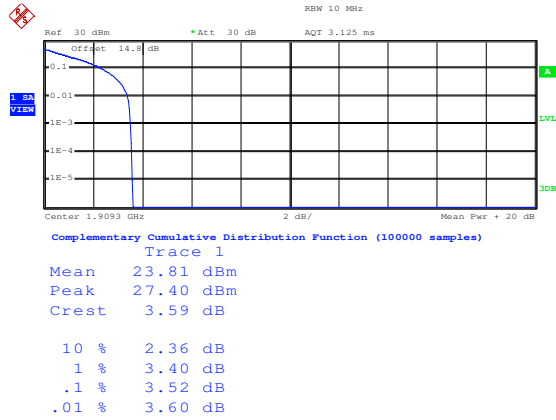 RBW 10 MHz
Ref 30 dBm *Att 30 dB AQT 3.125 ms
Offset 14.8 dB
0.1
0.01
1E-3
1E-4
1E-5
A
1 SA
VIEW
LVL
3DB
Center 1.9093 GHz 2 dB/ Mean Pwr + 20 dB
Complementary Cumulative Distribution Function (100000 samples)
Trace 1
Mean 23.81 dBm
Peak 27.40 dBm
Crest 3.59 dB
10 % 2.36 dB
1 % 3.40 dB
.1 % 3.52 dB
.01 % 3.60 dB